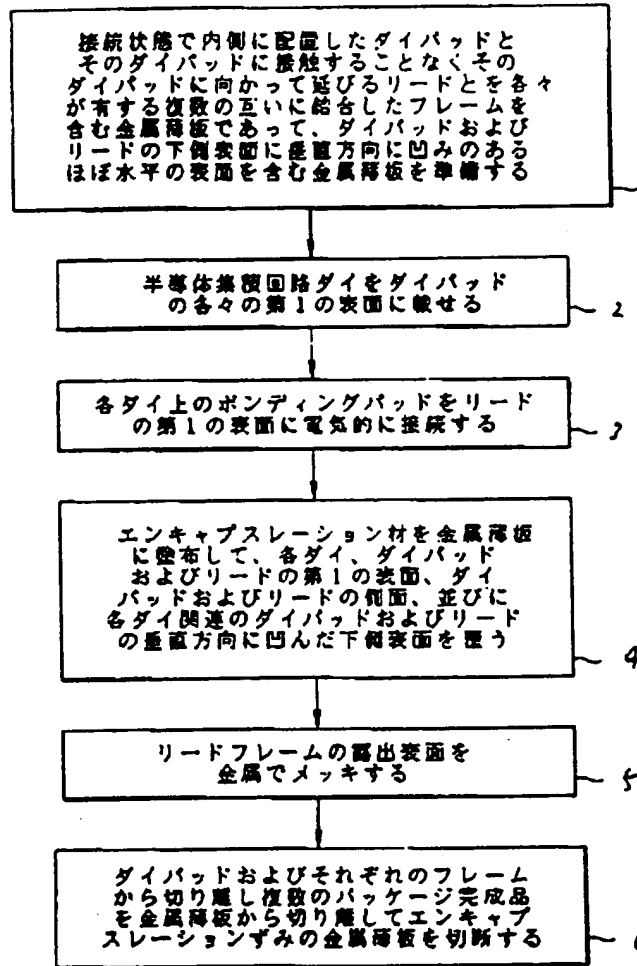 接続状態で内側に配置したダイパッドと
そのダイパッドに接触することなくその
ダイパッドに向かって延びるリードとを各々
が有する復数の互いに結合したフレームを
含む金属薄板であって、ダイパッドおよび
リードの下側表面に垂直方向に凹みのある
ほぼ水平の表面を含む金属薄板を準備する
半導体集積回路ダイをダイパッド
の各々の第1の表面に載せる
2
各ダイ上のボンディングパッドをリード
の第1の表面に電気的に接続する
3
エンキャプスレーション材を金属薄板
に塗布して、各ダイ、ダイパッド
およびリードの第1の表面、ダイ
パッドおよびリードの側面、並びに
各ダイ関連のダイパッドおよびリード
の垂直方向に凹んだ下側表面を覆う
4
リードフレームの露出表面を
金属でメッキする
5
ダイパッドおよびそれぞれのフレーム
から切り離し復数のパッケージ完成品
を金属薄板から切り離してエンキャプ
スレーションずみの金属薄板を切断する